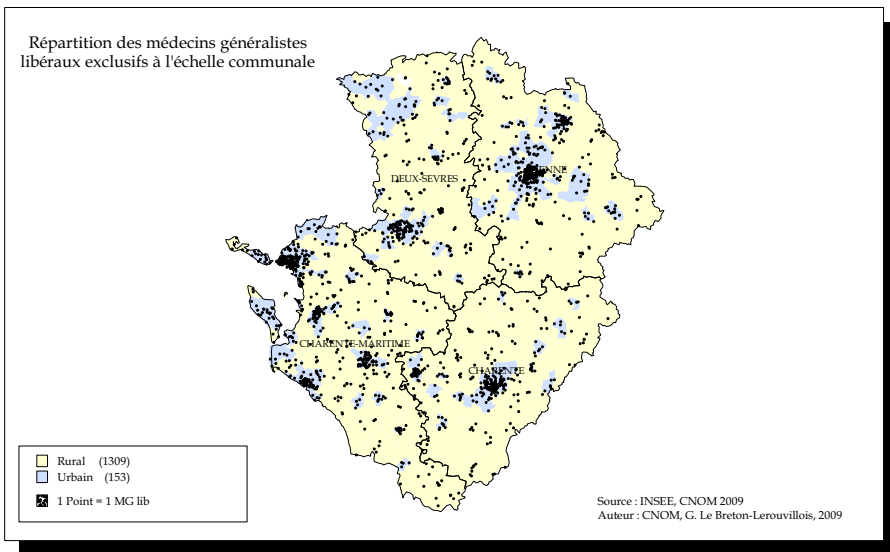 Répartition des médecins généralistes
libéraux exclusifs à l'échelle communale
DEUX-SEVRES
ENNE
CHARENTE-MARITIME
CHARENTE
Rural (1309)
Urbain (153)
1 Point = 1 MG lib
Source : INSEE, CNOM 2009
Auteur : CNOM, G. Le Breton-Lerouvillois, 2009